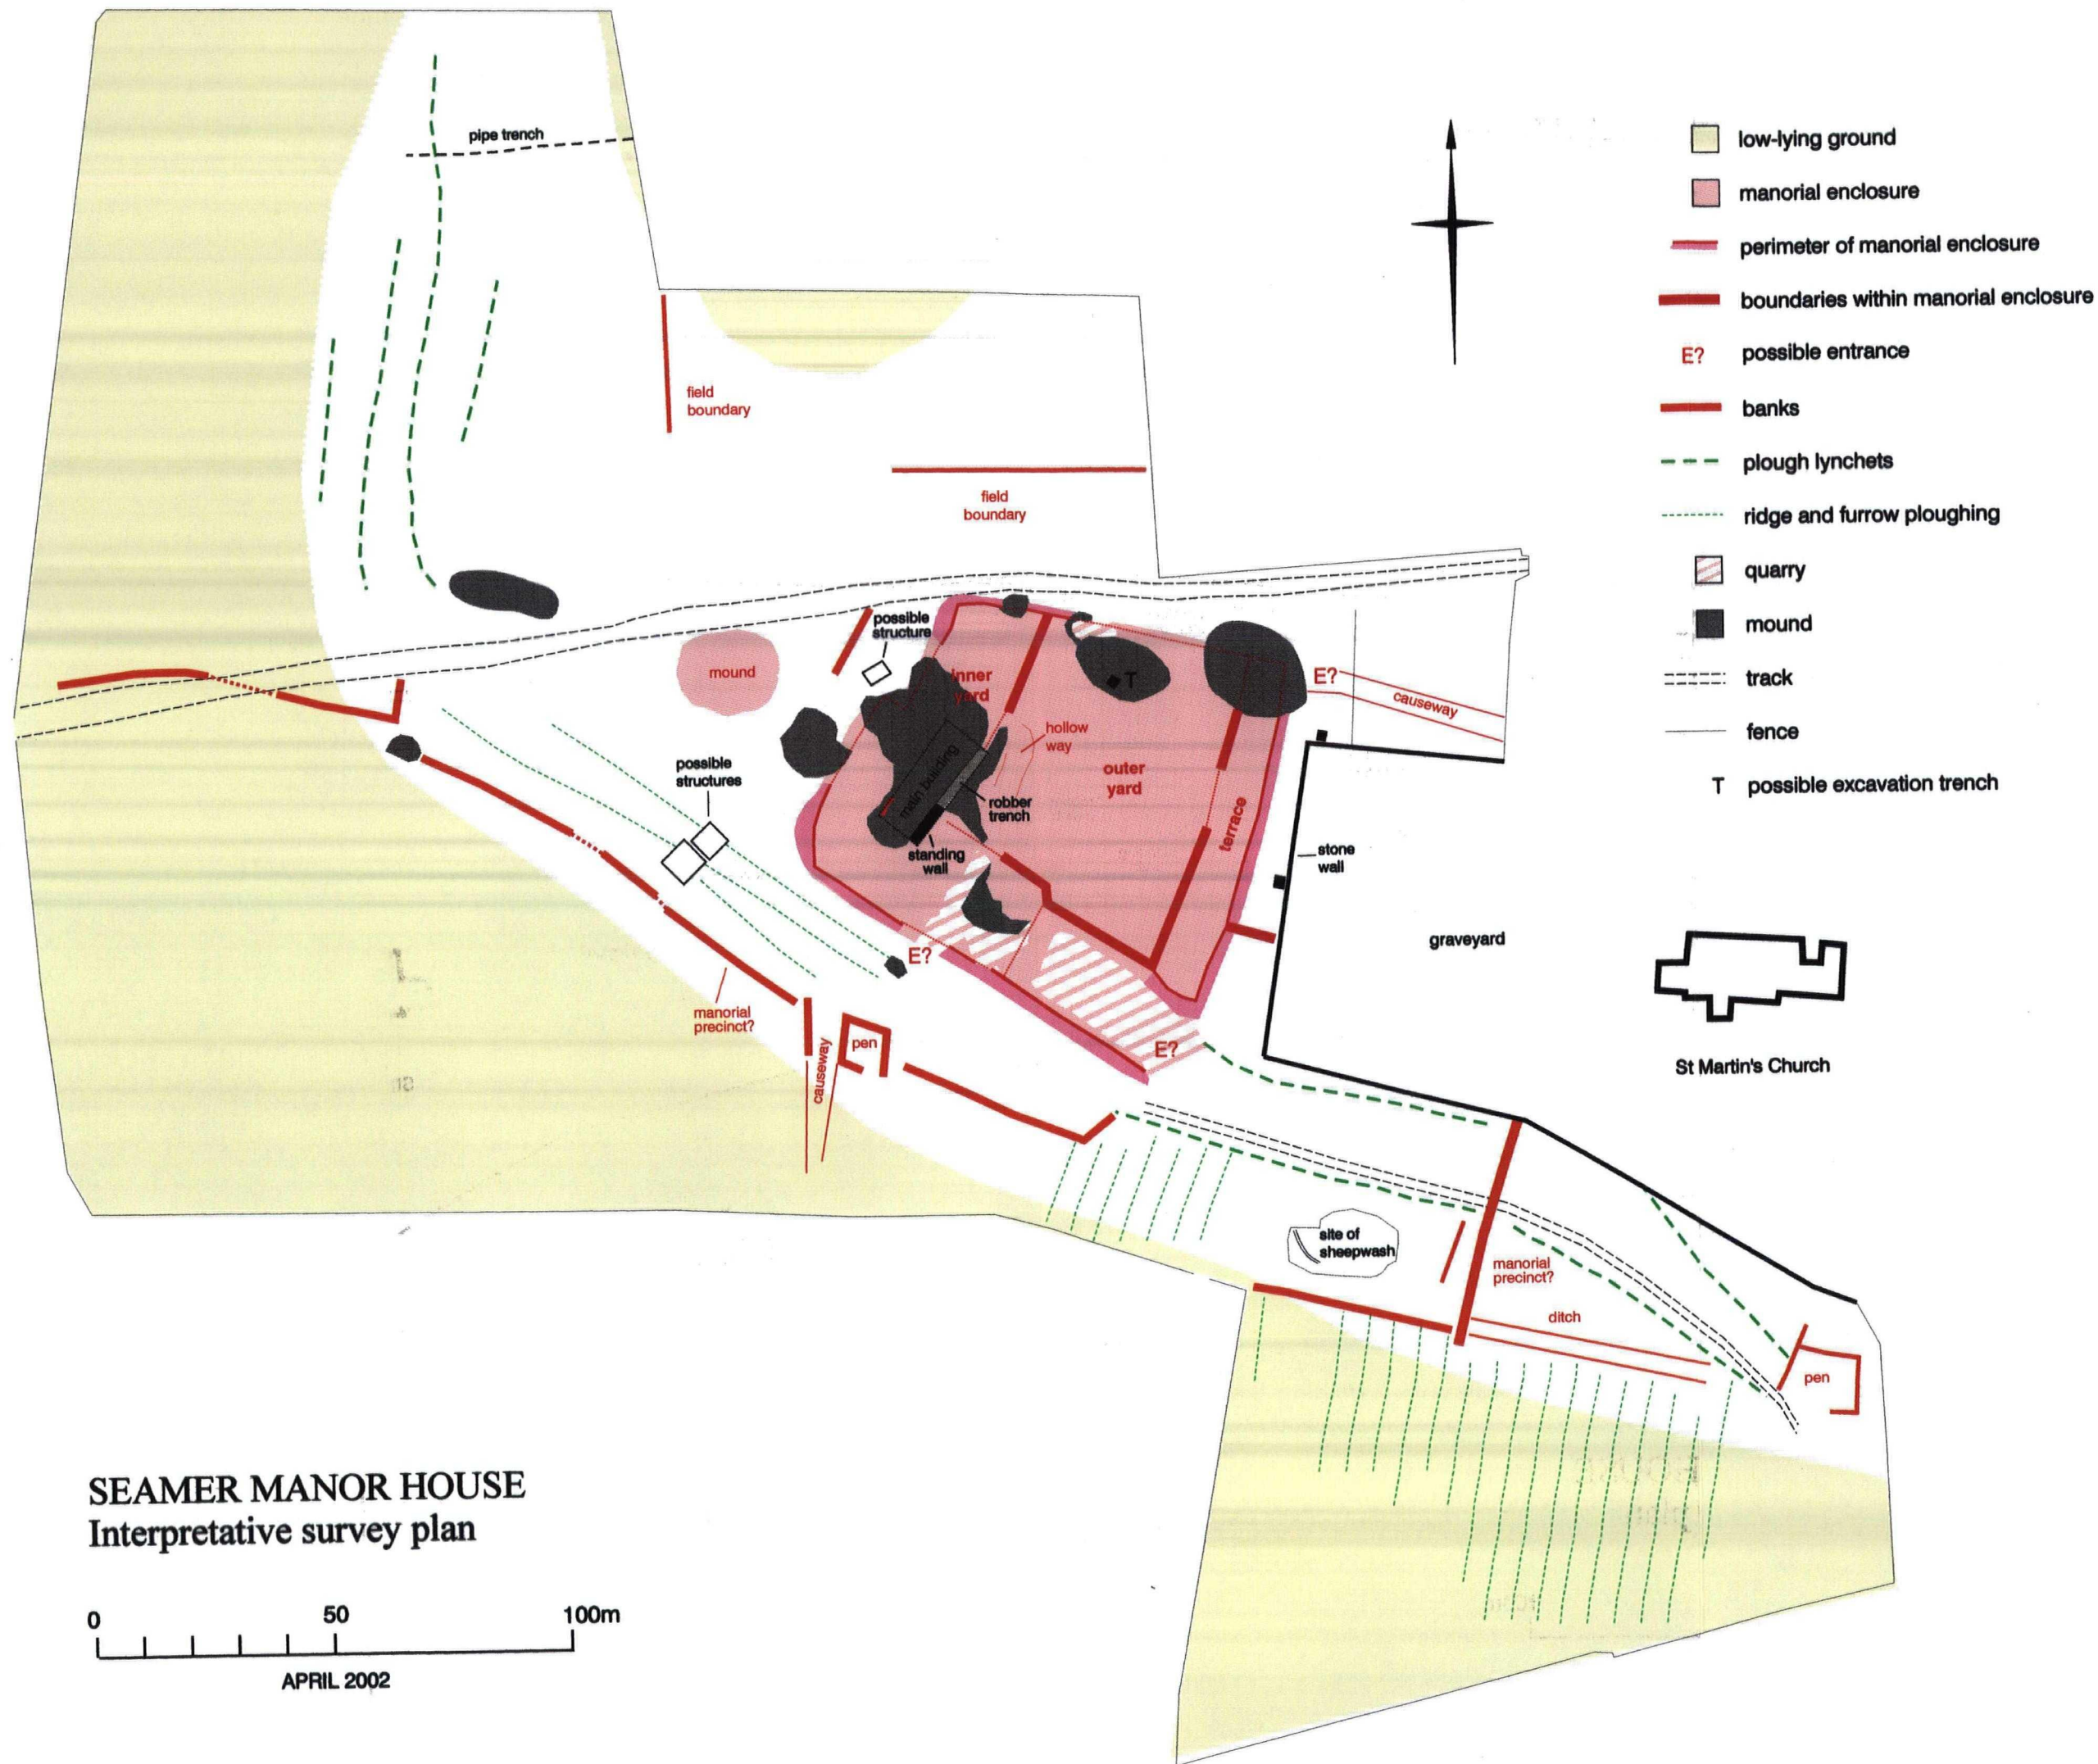 pipe trench
low-lying ground
manorial enclosure
perimeter of manorial enclosure
boundaries within manorial enclosure
E? possible entrance
banks
plough lynchets
ridge and furrow ploughing
quarry
mound
track
fence
T possible excavation trench
field
boundary
field
boundary
possible
structure
mound
inner
yard
T
E?
causeway
hollow
way
possible
structures
main building
outer
yard
robber
trench
terrace
standing
wall
stone
wall
E?
graveyard
manorial
precinct?
pen
causeway
E?
St Martin's Church
site of
sheepwash
manorial
precinct?
ditch
pen
SEAMER MANOR HOUSE
Interpretative survey plan
0 50 100m
APRIL 2002